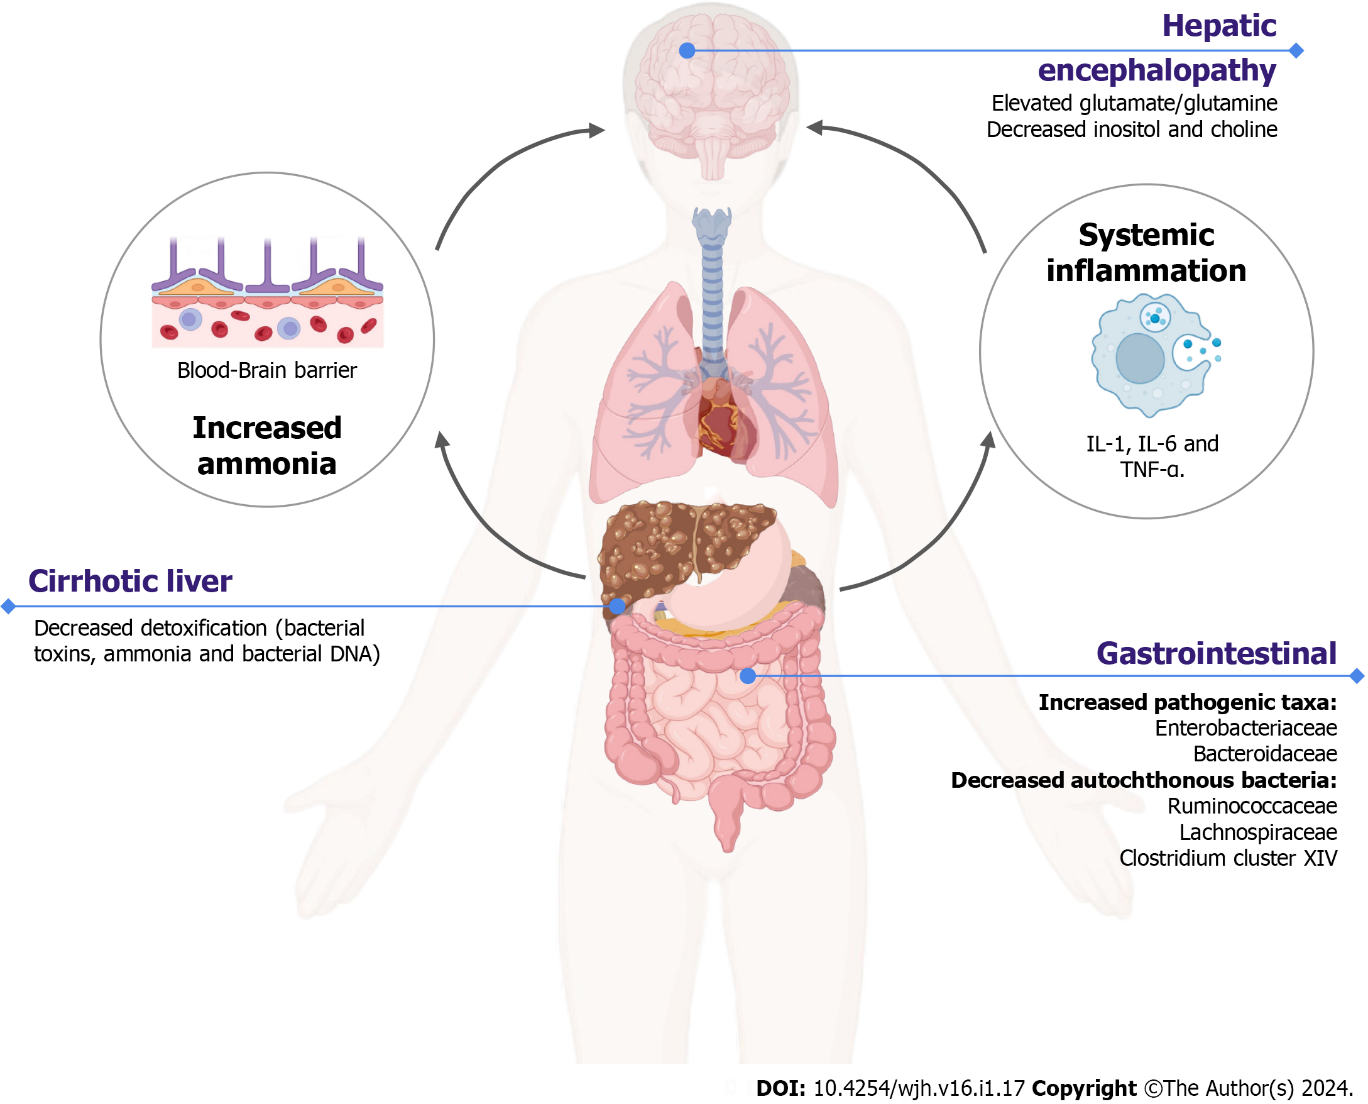 Hepatic
encephalopathy
Elevated glutamate/glutamine
Decreased inositol and choline
Blood-Brain barrier
Increased
ammonia
Systemic
inflammation
IL-1, IL-6 and
TNF-α.
Cirrhotic liver
Decreased detoxification (bacterial
toxins, ammonia and bacterial DNA)
Gastrointestinal
Increased pathogenic taxa:
Enterobacteriaceae
Bacteroidaceae
Decreased autochthonous bacteria:
Ruminococcaceae
Lachnospiraceae
Clostridium cluster XIV
DOI: 10.4254/wjh.v16.i1.17 Copyright ©The Author(s) 2024.